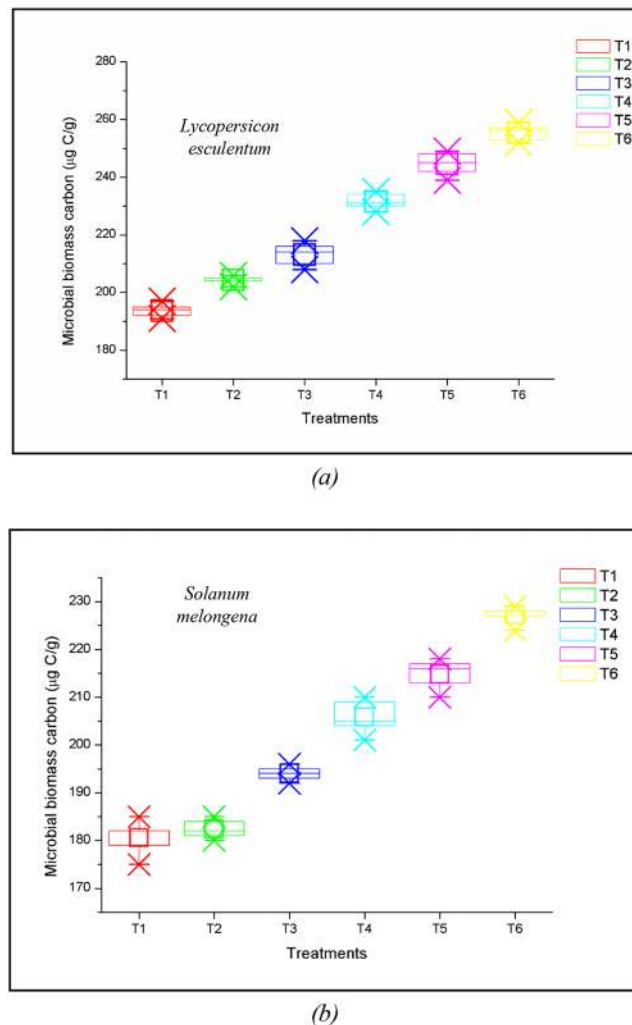 T1
T2
T3
T4
T5
T6
280
260
240
220
200
180
Microbial biomass carbon (μg C/g)
Lycopersicon
esculentum
T1 T2 T3 T4 T5 T6
Treatments
(a)
T1
T2
T3
T4
T5
T6
230
220
210
200
190
180
170
Microbial biomass carbon (μg C/g)
Solanum
melongena
T1 T2 T3 T4 T5 T6
Treatments
(b)